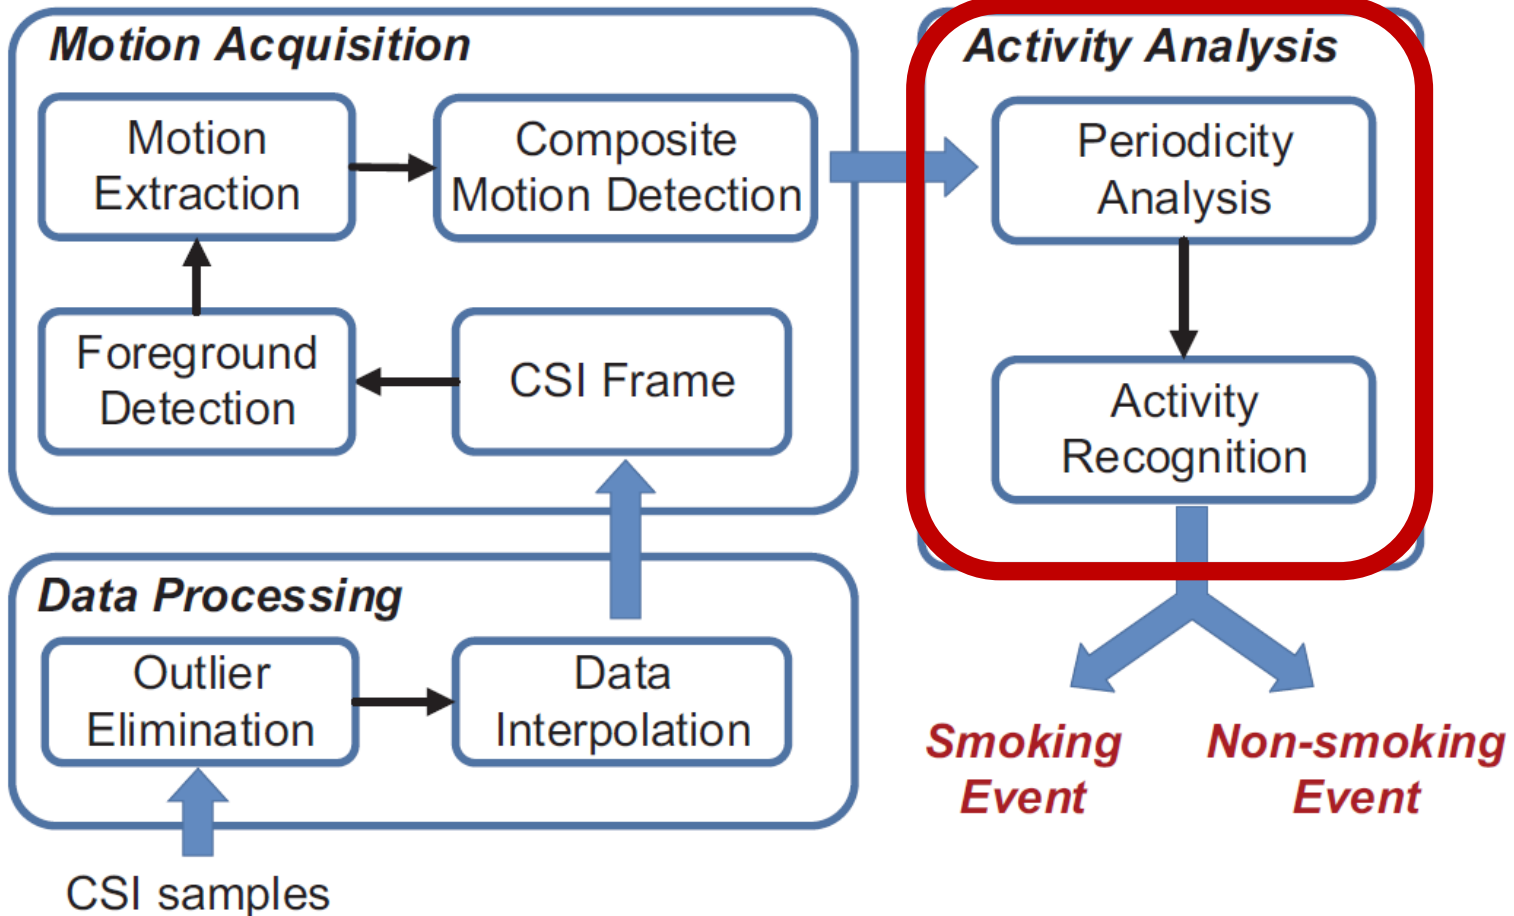 Motion Acquisition
Motion
Extraction
Composite
Motion Detection
Foreground
Detection
CSI Frame
Data Processing
Outlier
Elimination
Data
Interpolation
CSI samples
Activity Analysis
Periodicity
Analysis
Activity
Recognition
Smoking
Event
Non-smoking
Event